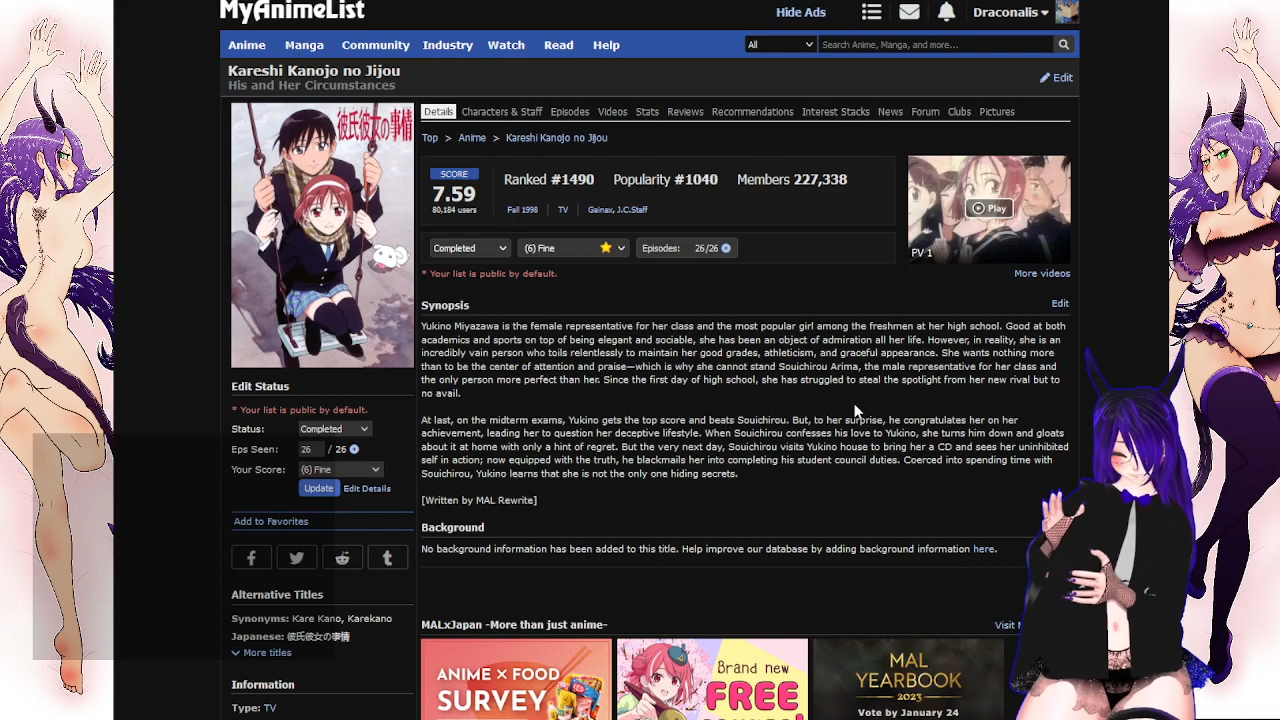 MyAnimeList
Hide Ads
Draconalis
Anime Manga Community Industry Watch Read Help
All
Search Anime, Manga, and more...
Kareshi Kanojo no Jijou
His and Her Circumstances
Edit
彼氏彼女の事情
Details Characters & Staff Episodes Videos Stats Reviews Recommendations Interest Stacks News Forum Clubs Pictures
Top > Anime > Kareshi Kanojo no Jijou
SCORE
7.59
80,184 users
Ranked #1490 Popularity #1040 Members 227,338
Fall 1998 TV Gainax, J.C.Staff
Play
PV 1
Completed
(6) Fine
Episodes: 26/26
* Your list is public by default.
More videos
Synopsis
Edit
Yukino Miyazawa is the female representative for her class and the most popular girl among the freshmen at her high school. Good at both
academics and sports on top of being elegant and sociable, she has been an object of admiration all her life. However, in reality, she is an
incredibly vain person who toils relentlessly to maintain her good grades, athleticism, and graceful appearance. She wants nothing more
than to be the center of attention and praise—which is why she cannot stand Souichirou Arima, the male representative for her class and
the only person more perfect than her. Since the first day of high school, she has struggled to steal the spotlight from her new rival but to
no avail.
At last, on the midterm exams, Yukino gets the top score and beats Souichirou. But, to her surprise, he congratulates her on her
achievement, leading her to question her deceptive lifestyle. When Souichirou confesses his love to Yukino, she turns him down and gloats
about it at home with only a hint of regret. But the very next day, Souichirou visits Yukino house to bring her a CD and sees her uninhibited
self in action; now equipped with the truth, he blackmails her into completing his student council duties. Coerced into spending time with
Souichirou, Yukino learns that she is not the only one hiding secrets.
[Written by MAL Rewrite]
Background
No background information has been added to this title. Help improve our database by adding background information here.
Edit Status
* Your list is public by default.
Status: Completed
Eps Seen: 26 / 26
Your Score: (6) Fine
Update Edit Details
Add to Favorites
Alternative Titles
Synonyms: Kare Kano, Karekano
Japanese: 彼氏彼女の事情
More titles
Information
Type: TV
MALxJapan -More than just anime-
Visit
ANIME × FOOD
SURVEY
Brand new
FREE
MAL
YEARBOOK
2023
Vote by January 24